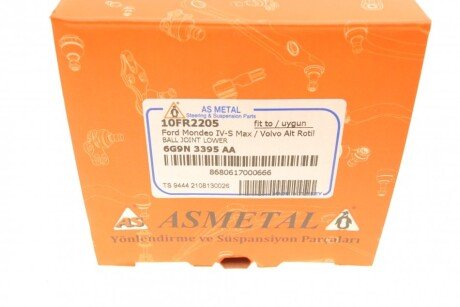 AS METAL
Steering & Suspension Parts
10FR2205 fit to / uygun
Ford Mondeo IV-S Max / Volvo Alt Rotil
BALL JOINT LOWER
6G9N 3395 AA
8680617000666
TS 9444 2108130026
AS ASMETAL
Yönlendirme ve Süspansiyon Parçaları